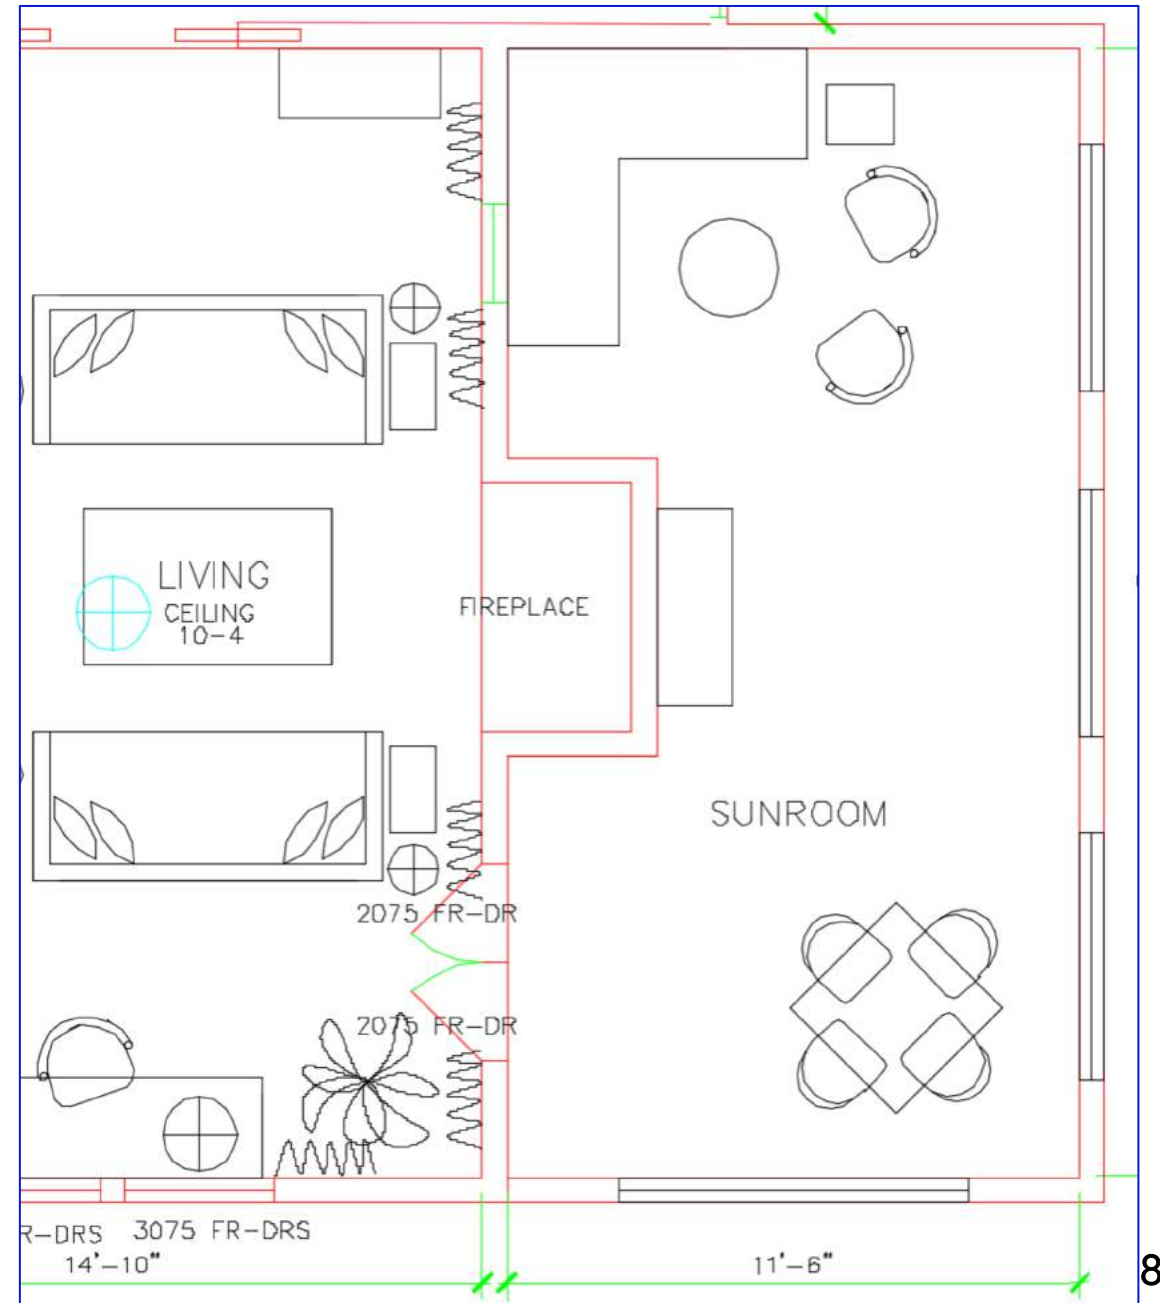 LIVING
CEILING
10-4
FIREPLACE
SUNROOM
2075 FR-DR
2075 FR-DR
R-DRS
3075 FR-DRS
14'-10"
11'-6"
8